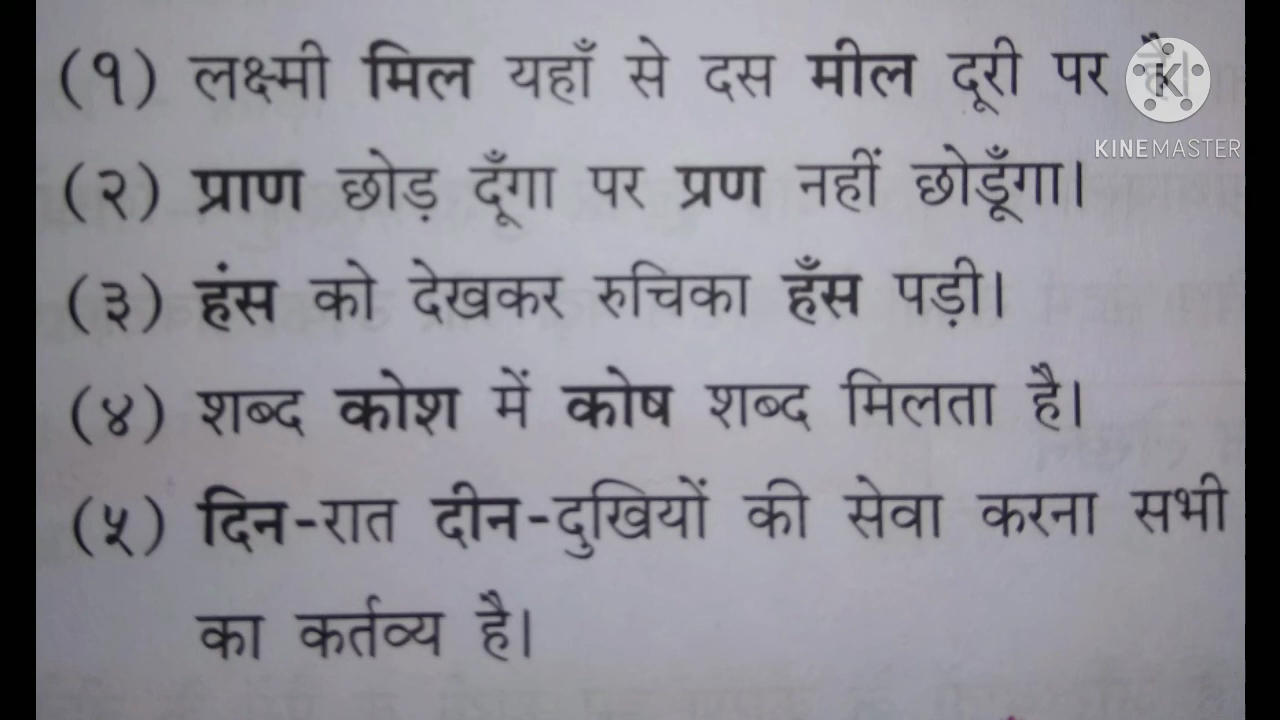 (१) लक्ष्मी मिल यहाँ से दस मील दूरी पर है।
KINEMASTER
(२) प्राण छोड़ दूँगा पर प्रण नहीं छोडूँगा।
(३) हंस को देखकर रुचिका हँस पड़ी।
(४) शब्द कोश में कोष शब्द मिलता है।
(५) दिन-रात दीन-दुखियों की सेवा करना सभी
का कर्तव्य है।